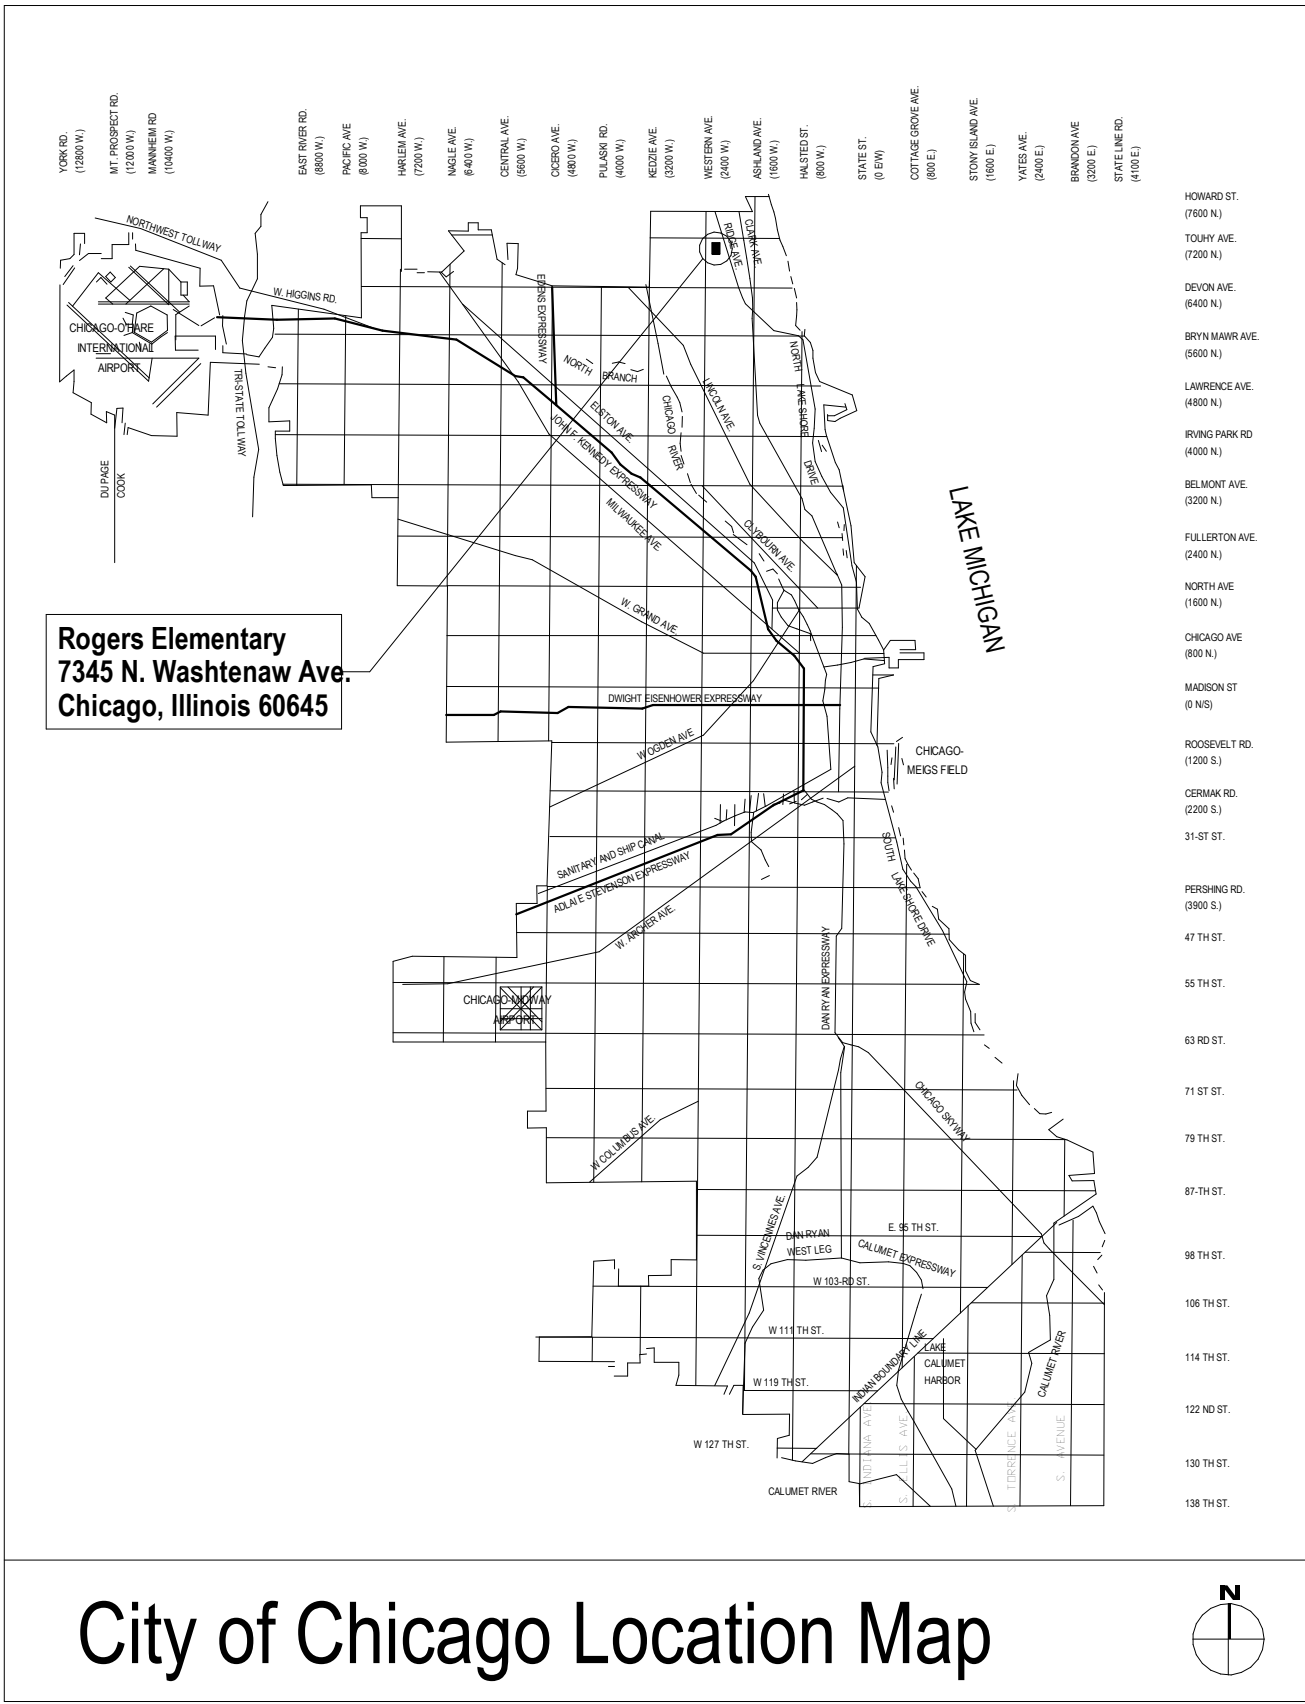 YORK RD.
(12800 W.)
MT. PROSPECT RD.
(12000 W.)
MANNHEIM RD
(10400 W.)
EAST RIVER RD.
(8800 W.)
PACIFIC AVE
(8000 W.)
HARLEM AVE.
(7200 W.)
NAGLE AVE.
(6400 W.)
CENTRAL AVE.
(5600 W.)
CICERO AVE.
(4800 W.)
PULASKI RD.
(4000 W.)
KEDZIE AVE.
(3200 W.)
WESTERN AVE.
(2400 W.)
ASHLAND AVE.
(1600 W.)
HALSTED ST.
(800 W.)
STATE ST.
(0 E/W)
COTTAGE GROVE AVE.
(800 E.)
STONY ISLAND AVE.
(1600 E.)
YATES AVE.
(2400 E.)
BRANDON AVE
(3200 E.)
STATE LINE RD.
(4100 E.)
HOWARD ST.
(7600 N.)
TOUHY AVE.
(7200 N.)
DEVON AVE.
(6400 N.)
BRYN MAWR AVE.
(5600 N.)
LAWRENCE AVE.
(4800 N.)
IRVING PARK RD
(4000 N.)
BELMONT AVE.
(3200 N.)
FULLERTON AVE.
(2400 N.)
NORTH AVE
(1600 N.)
CHICAGO AVE
(800 N.)
MADISON ST
(0 N/S)
ROOSEVELT RD.
(1200 S.)
CERMAK RD.
(2200 S.)
31-ST ST.
PERSHING RD.
(3900 S.)
47 TH ST.
55 TH ST.
63 RD ST.
71 ST ST.
79 TH ST.
87-TH ST.
98 TH ST.
106 TH ST.
114 TH ST.
122 ND ST.
130 TH ST.
138 TH ST.
NORTHWEST TOLLWAY
W. HIGGINS RD.
CHICAGO-O'HARE
INTERNATIONAL
AIRPORT
TRI-STATE TOLLWAY
DU PAGE
COOK
EDENS EXPRESSWAY
RIDGE AVE.
CLARK AVE.
NORTH BRANCH
CHICAGO RIVER
ELSTON AVE.
JOHN F. KENNEDY EXPRESSWAY
MILWAUKEE AVE
LINCOLN AVE.
NORTH LAKE SHORE DRIVE
CLYBOURN AVE.
LAKE MICHIGAN
W. GRAND AVE.
Rogers Elementary
7345 N. Washtenaw Ave.
Chicago, Illinois 60645
DWIGHT EISENHOWER EXPRESSWAY
W OGDEN AVE
CHICAGO-
MEIGS FIELD
SANITARY AND SHIP CANAL
ADLAI E STEVENSON EXPRESSWAY
W. ARCHER AVE.
SOUTH LAKE SHORE DRIVE
DAN RYAN EXPRESSWAY
CHICAGO-MIDWAY
AIRPORT
CHICAGO SKYWAY
W COLUMBUS AVE.
S. VINCENNES AVE.
DAN RYAN
WEST LEG
E. 95 TH ST.
CALUMET EXPRESSWAY
W 103-RD ST.
W 111 TH ST.
INDIAN BOUNDARY LINE
LAKE
CALUMET
HARBOR
CALUMET RIVER
W 119 TH ST.
S. INDIANA AVE
S. ELLIS AVE
S. TORRENCE AVE
S. AVENUE
W 127 TH ST.
CALUMET RIVER
City of Chicago Location Map
N